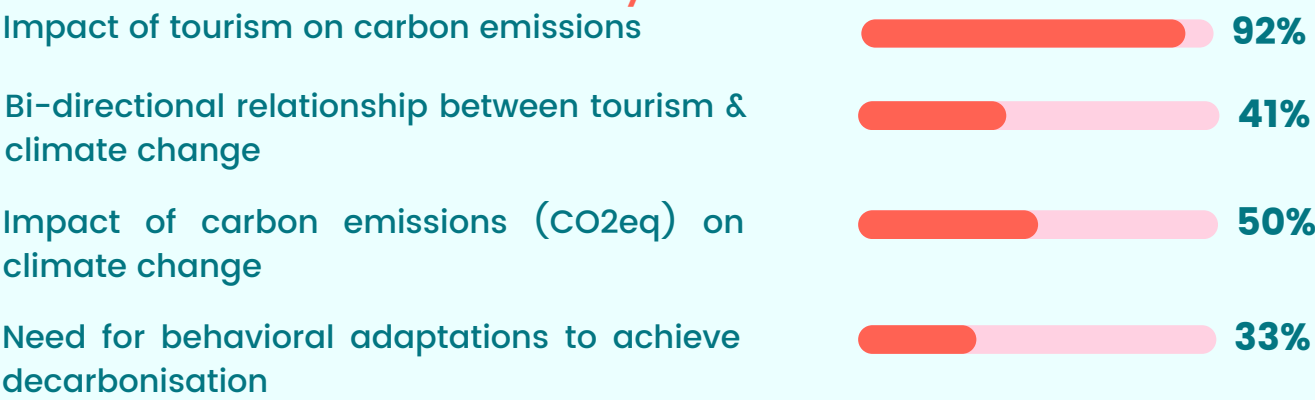 Impact of tourism on carbon emissions
92%
Bi-directional relationship between tourism &
climate change
41%
Impact of carbon emissions (CO2eq) on
climate change
50%
Need for behavioral adaptations to achieve
decarbonisation
33%